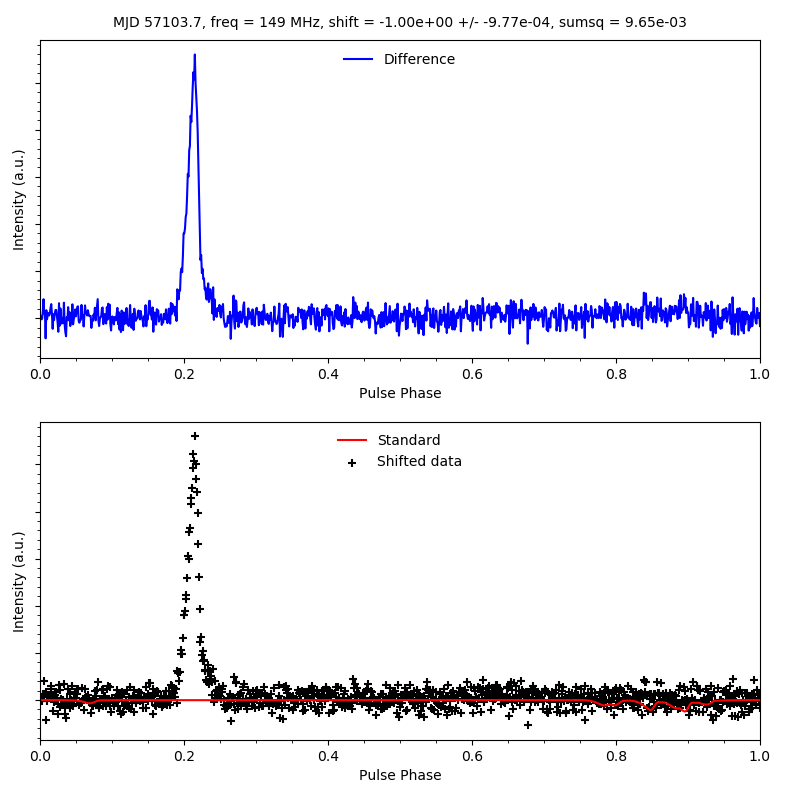 MJD 57103.7, freq = 149 MHz, shift = -1.00e+00 +/- -9.77e-04, sumsq = 9.65e-03
Difference
Intensity (a.u.)
0.0 0.2 0.4 0.6 0.8 1.0
Pulse Phase
Standard
Shifted data
Intensity (a.u.)
0.0 0.2 0.4 0.6 0.8 1.0
Pulse Phase